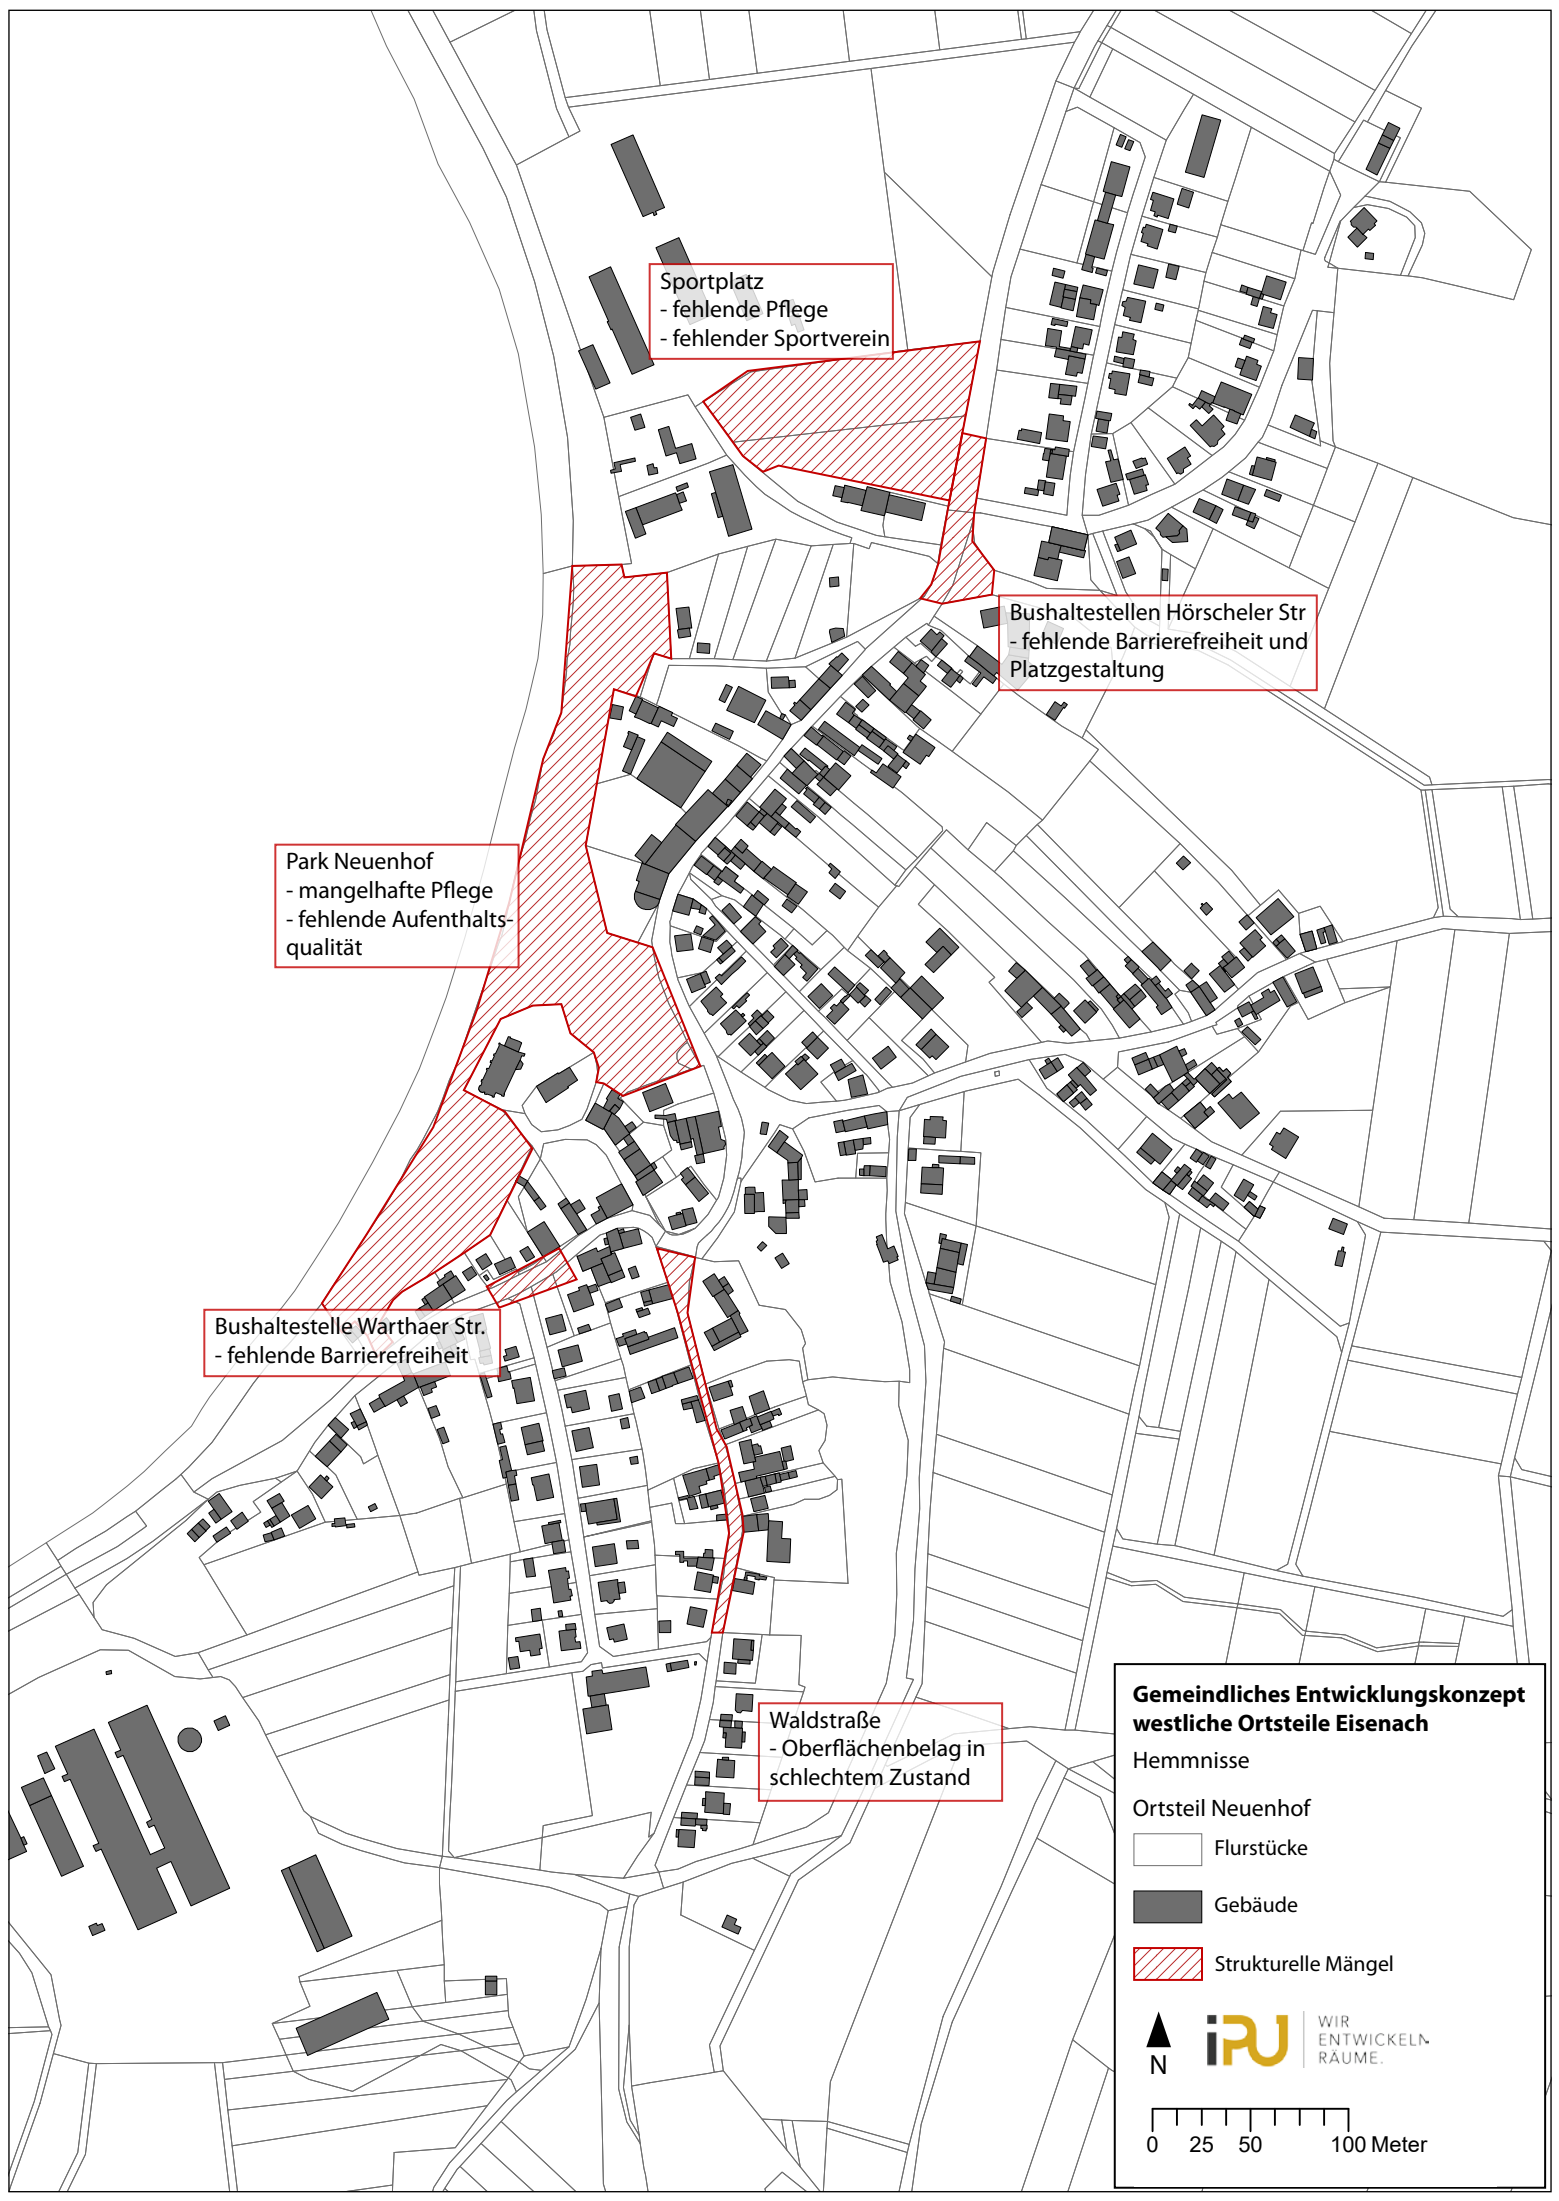 Sportplatz
- fehlende Pflege
- fehlender Sportverein
Bushaltestellen Hörscheler Str
- fehlende Barrierefreiheit und
Platzgestaltung
Park Neuenhof
- mangelhafte Pflege
- fehlende Aufenthalts-
qualität
Bushaltestelle Warthaer Str.
- fehlende Barrierefreiheit
Waldstraße
- Oberflächenbelag in
schlechtem Zustand
Gemeindliches Entwicklungskonzept
westliche Ortsteile Eisenach
Hemmnisse
Ortsteil Neuenhof
Flurstücke
Gebäude
Strukturelle Mängel
N
iPU
WIR
ENTWICKELN
RÄUME.
0 25 50 100 Meter